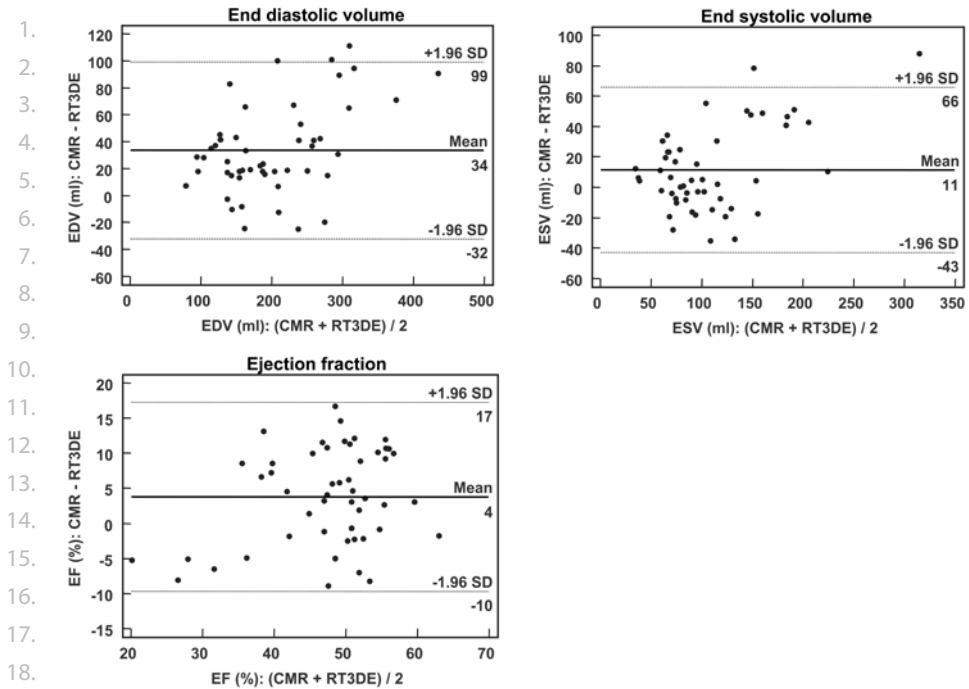 1.
2.
3.
4.
5.
6.
7.
8.
9.
10.
11.
12.
13.
14.
15.
16.
17.
18.
End diastolic volume
EDV (ml): CMR - RT3DE
120
100
80
60
40
20
00
-20
-40
-60
+1.96 SD
99
Mean
34
-1.96 SD
-32
0 100 200 300 400 500
EDV (ml): (CMR + RT3DE) / 2
End systolic volume
ESV (ml): CMR - RT3DE
100
80
60
40
20
0
-20
-40
-60
+1.96 SD
66
Mean
11
-1.96 SD
-43
0 50 100 150 200 250 300 350
ESV (ml): (CMR + RT3DE) / 2
Ejection fraction
EF (%): CMR - RT3DE
20
15
10
5
0
-5
-10
-15
+1.96 SD
17
Mean
4
-1.96 SD
-10
20 30 40 50 60 70
EF (%): (CMR + RT3DE) / 2